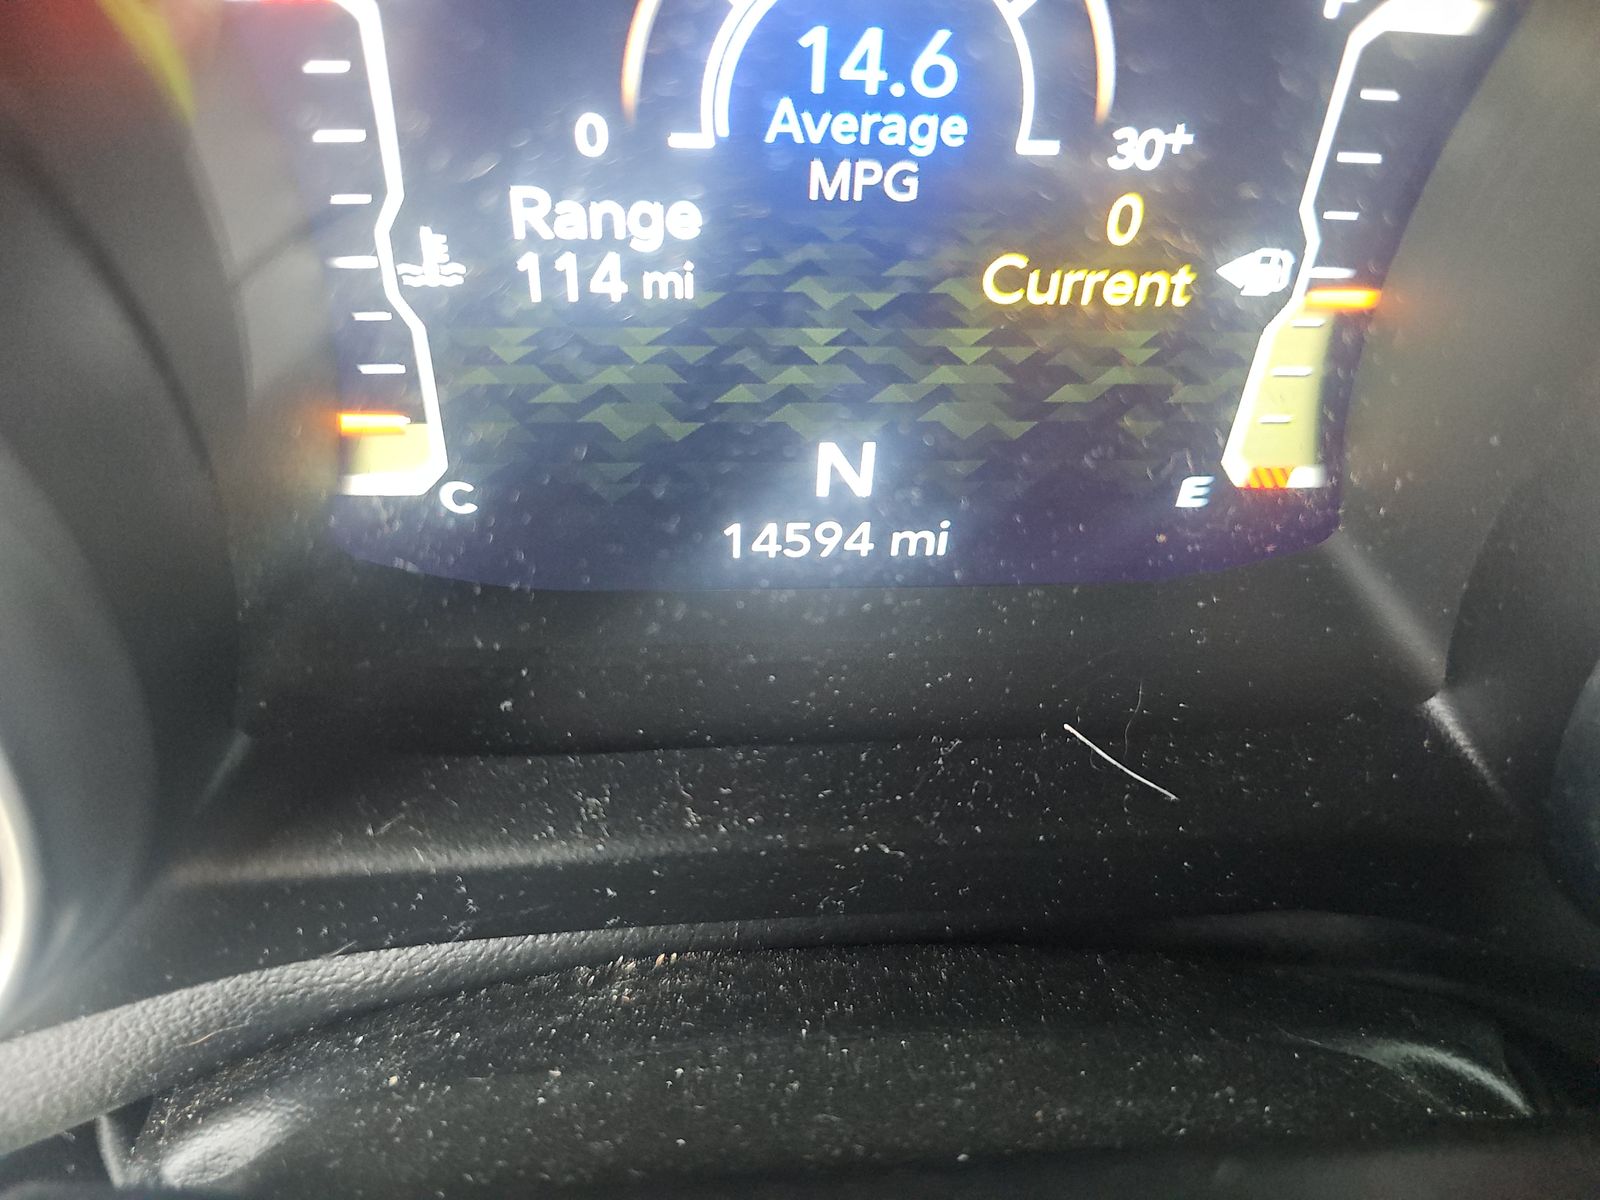 14.6
Average
MPG
0
30+
Range
114 mi
0
Current
N
C
E
14594 mi